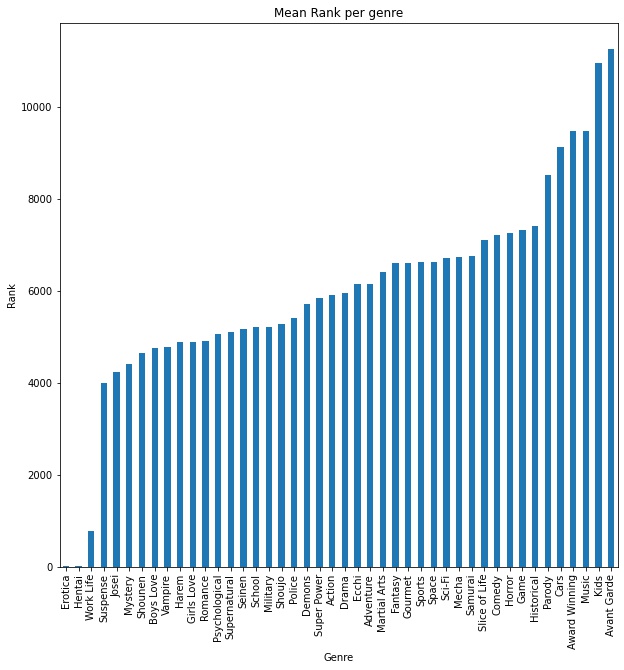 Mean Rank per genre
10000
8000
6000
4000
2000
0
Rank
Erotica
Hentai
Work Life
Suspense
Josei
Mystery
Shounen
Boys Love
Vampire
Harem
Girls Love
Romance
Psychological
Supernatural
Seinen
School
Military
Shoujo
Police
Demons
Super Power
Action
Drama
Ecchi
Adventure
Martial Arts
Fantasy
Gourmet
Sports
Space
Sci-Fi
Mecha
Samurai
Slice of Life
Comedy
Horror
Game
Historical
Parody
Cars
Award Winning
Music
Kids
Avant Garde
Genre